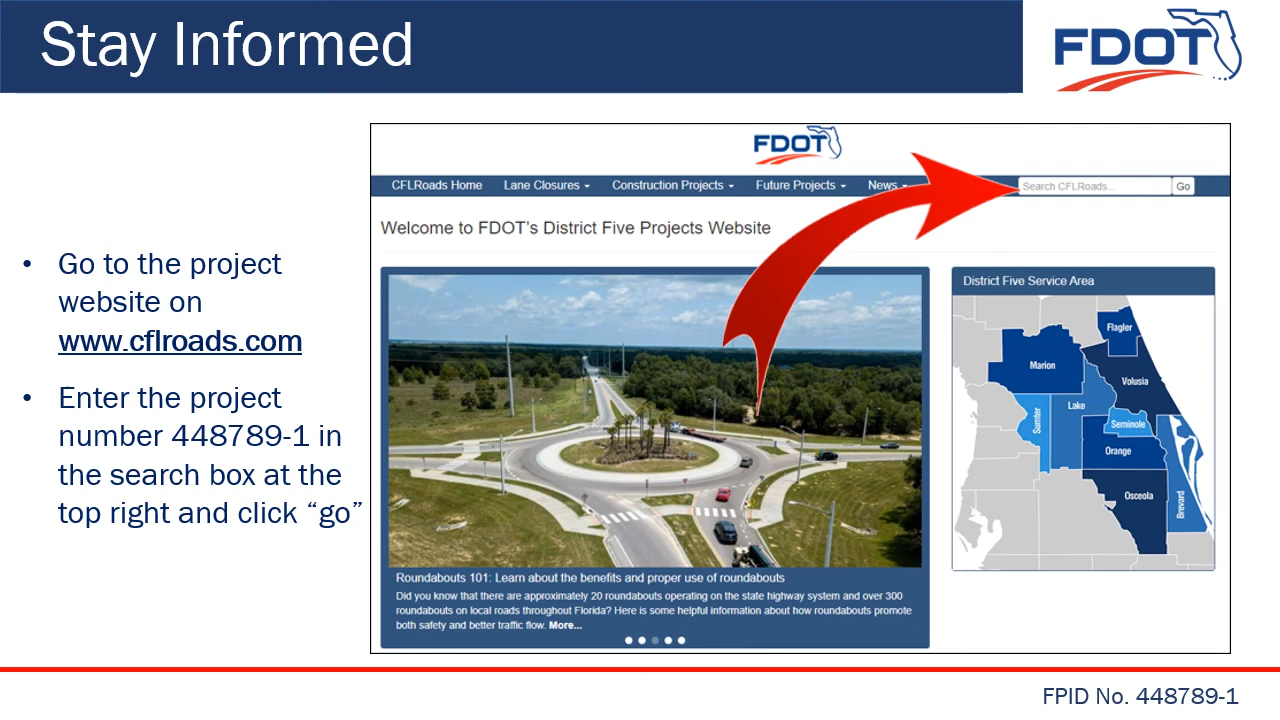 Stay Informed
FDOT
• Go to the project
website on
www.cflroads.com
• Enter the project
number 448789-1 in
the search box at the
top right and click “go”
FDOT
CFLRoads Home Lane Closures Construction Projects Future Projects News Search CFLRoads... Go
Welcome to FDOT's District Five Projects Website
Roundabouts 101: Learn about the benefits and proper use of roundabouts
Did you know that there are approximately 20 roundabouts operating on the state highway system and over 300
roundabouts on local roads throughout Florida? Here is some helpful information about how roundabouts promote
both safety and better traffic flow. More...
District Five Service Area
Flagler
Marion
Volusia
Lake
Sumter
Seminole
Orange
Osceola
Brevard
FPID No. 448789-1